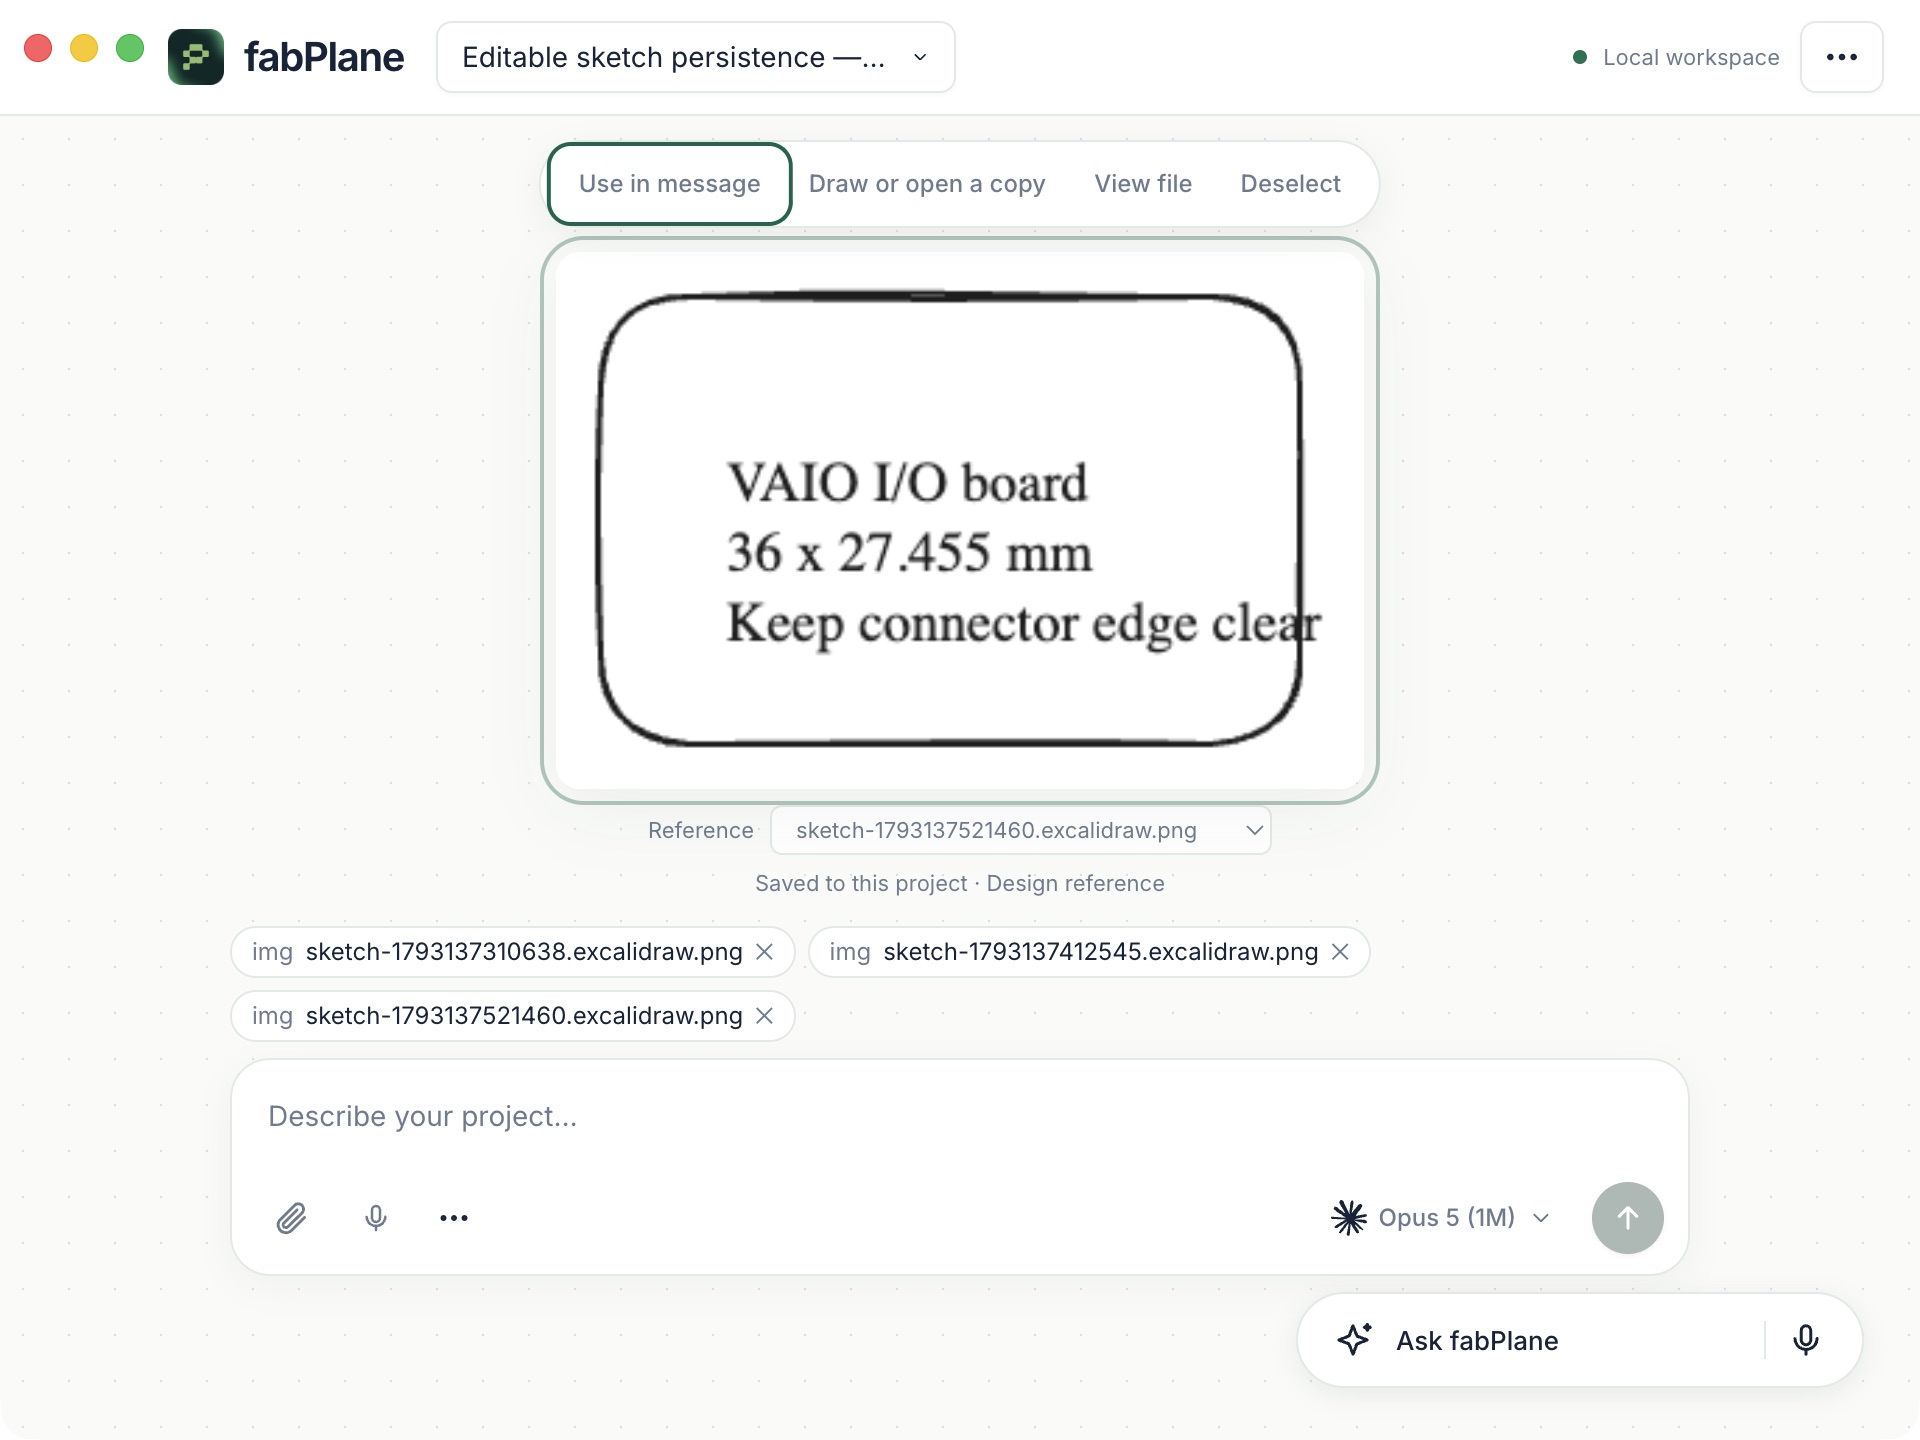 fabPlane
Editable sketch persistence —...
Local workspace
Use in message
Draw or open a copy
View file
Deselect
VAIO I/O board
36 x 27.455 mm
Keep connector edge clear
Reference
sketch-1793137521460.excalidraw.png
Saved to this project · Design reference
img sketch-1793137310638.excalidraw.png
img sketch-1793137412545.excalidraw.png
img sketch-1793137521460.excalidraw.png
Describe your project...
Opus 5 (1M)
Ask fabPlane